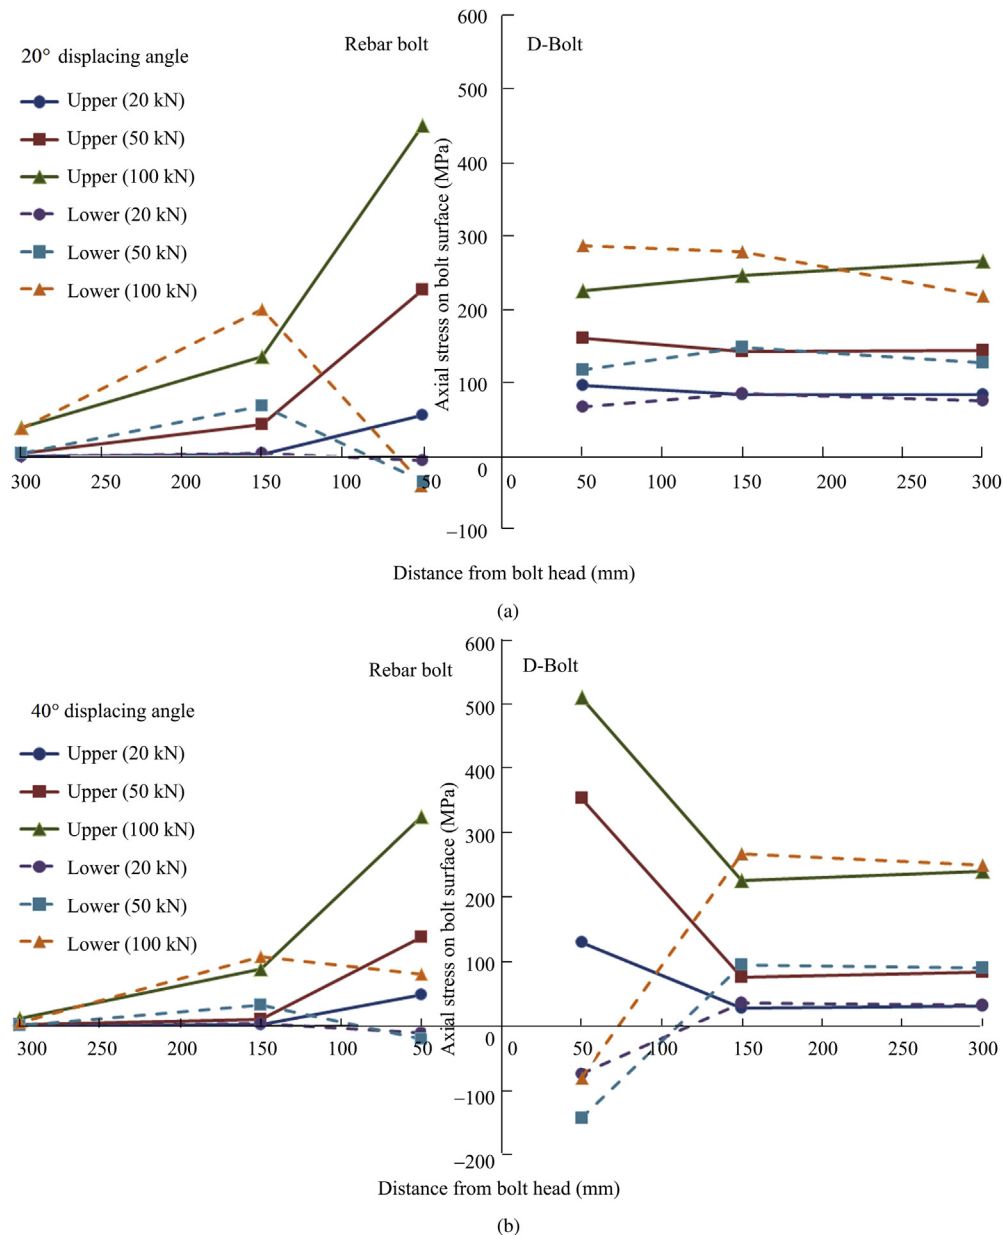 600
Rebar bolt
D-Bolt
20° displacing angle
Upper (20 kN)
Upper (50 kN)
Upper (100 kN)
Lower (20 kN)
Lower (50 kN)
Lower (100 kN)
Axial stress on bolt surface (MPa)
500
400
300
200
100
0
−100
300 250 200 150 100 50 0 50 100 150 200 250 300
Distance from bolt head (mm)
(a)
600
Rebar bolt
D-Bolt
40° displacing angle
Upper (20 kN)
Upper (50 kN)
Upper (100 kN)
Lower (20 kN)
Lower (50 kN)
Lower (100 kN)
Axial stress on bolt surface (MPa)
500
400
300
200
100
0
−100
−200
300 250 200 150 100 50 0 50 100 150 200 250 300
Distance from bolt head (mm)
(b)